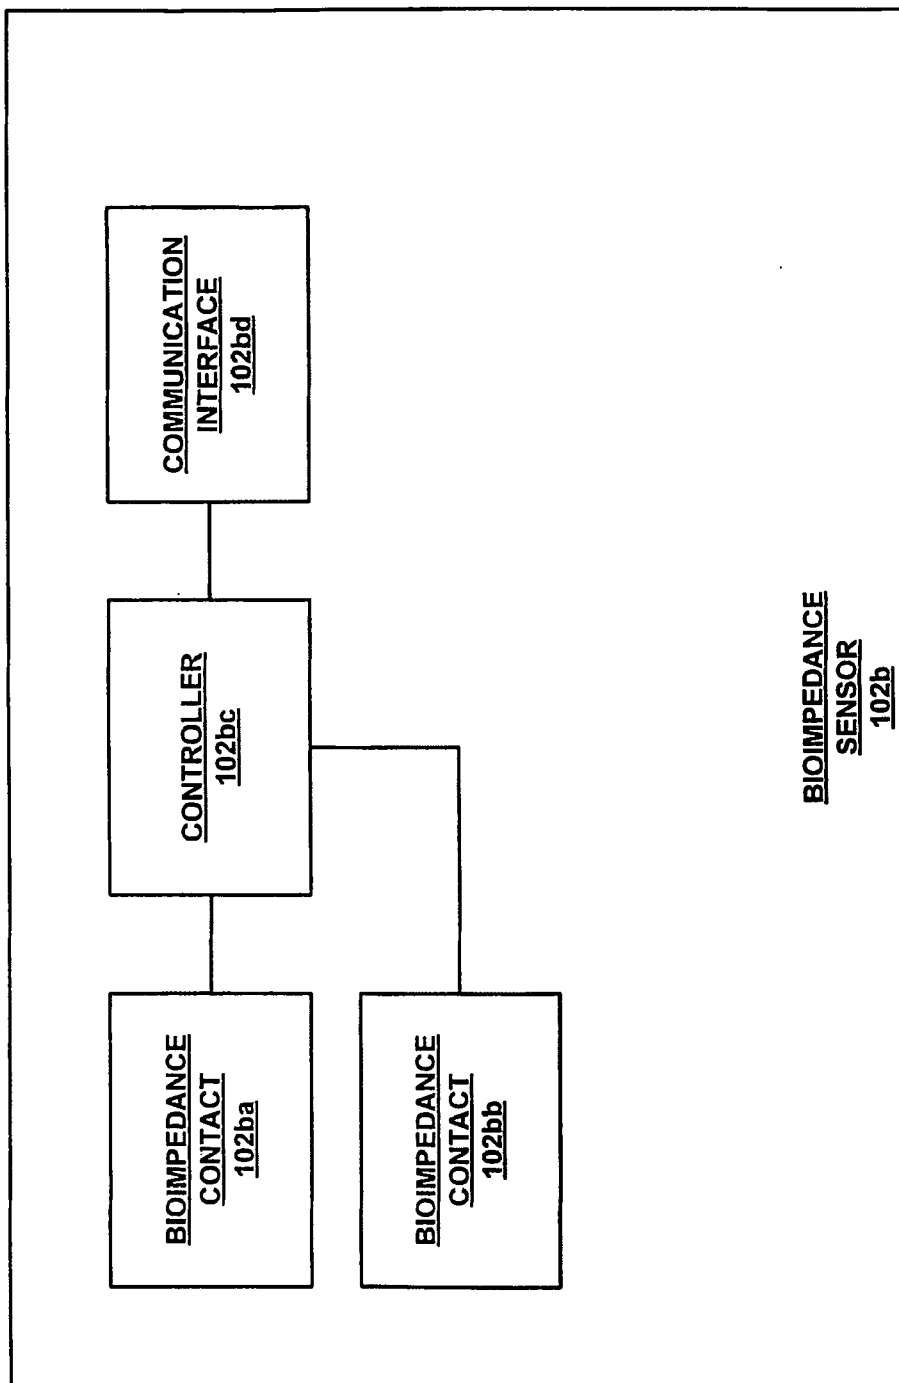 BIOIMPEDANCE
CONTACT
102ba
CONTROLLER
102bc
COMMUNICATION
INTERFACE
102bd
BIOIMPEDANCE
CONTACT
102bb
BIOIMPEDANCE
SENSOR
102b